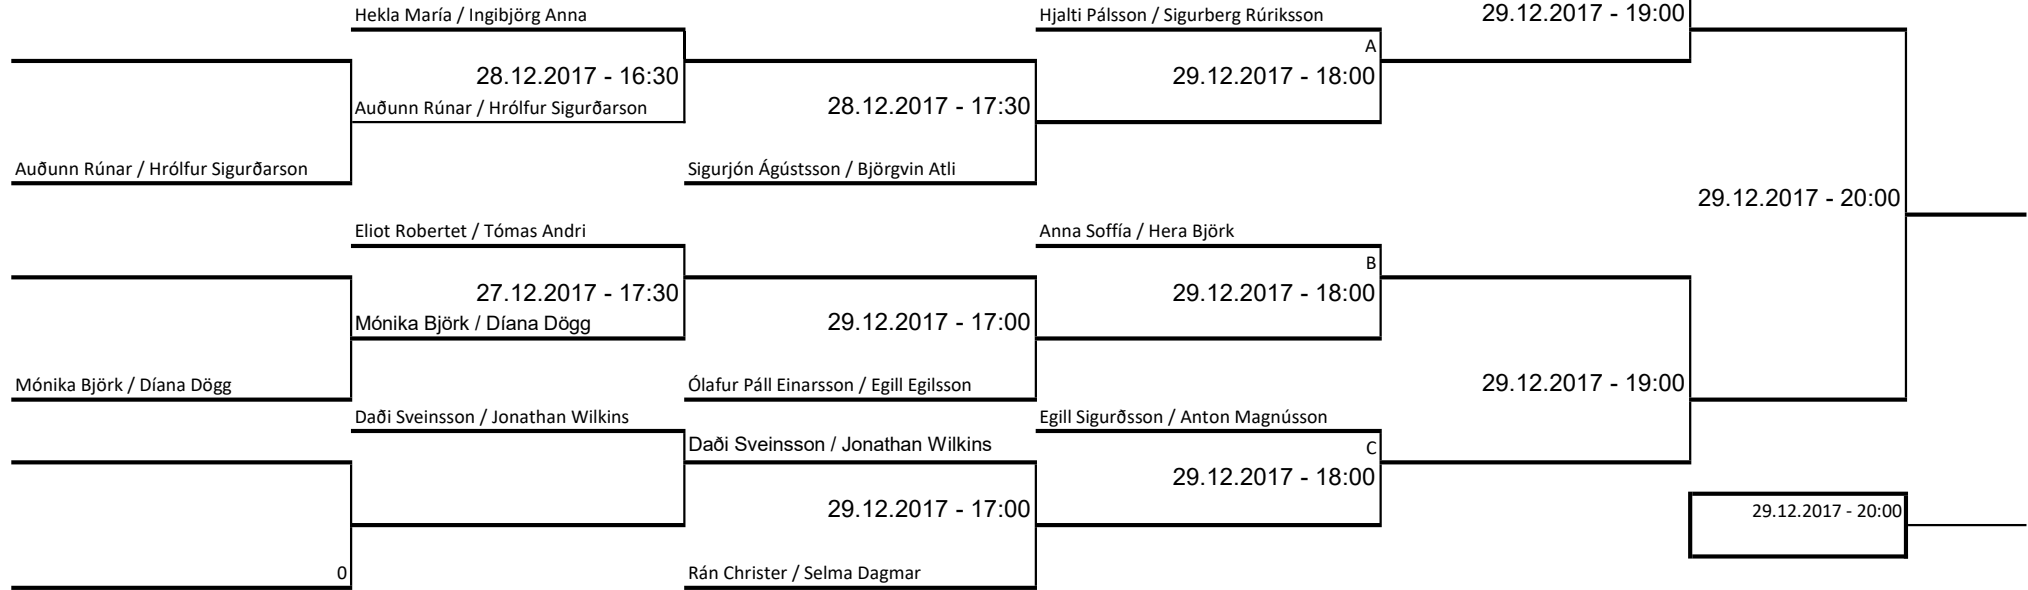 Hekla María / Ingibjörg Anna
Hjalti Pálsson / Sigurberg Rúriksson
29.12.2017 - 19:00
A
28.12.2017 - 16:30
29.12.2017 - 18:00
Auðunn Rúnar / Hrólfur Sigurðarson
28.12.2017 - 17:30
Auðunn Rúnar / Hrólfur Sigurðarson
Sigurjón Ágústsson / Björgvin Atli
29.12.2017 - 20:00
Eliot Robertet / Tómas Andri
Anna Soffía / Hera Björk
B
27.12.2017 - 17:30
29.12.2017 - 18:00
Mónika Björk / Díana Dögg
29.12.2017 - 17:00
Mónika Björk / Díana Dögg
Ólafur Páll Einarsson / Egill Egilsson
29.12.2017 - 19:00
Daði Sveinsson / Jonathan Wilkins
Egill Sigurðsson / Anton Magnússon
Daði Sveinsson / Jonathan Wilkins
C
29.12.2017 - 18:00
29.12.2017 - 17:00
29.12.2017 - 20:00
0
Rán Christer / Selma Dagmar